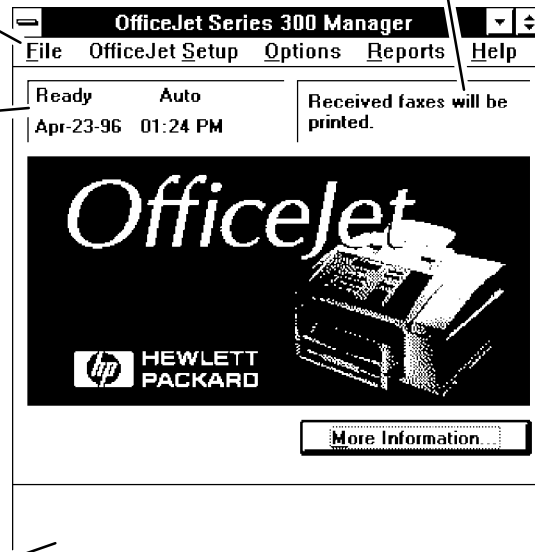 OfficeJet Series 300 Manager
File OfficeJet Setup Options Reports Help
Ready Auto
Apr-23-96 01:24 PM
Received faxes will be
printed.
OfficeJet
hp HEWLETT
PACKARD
More Information...